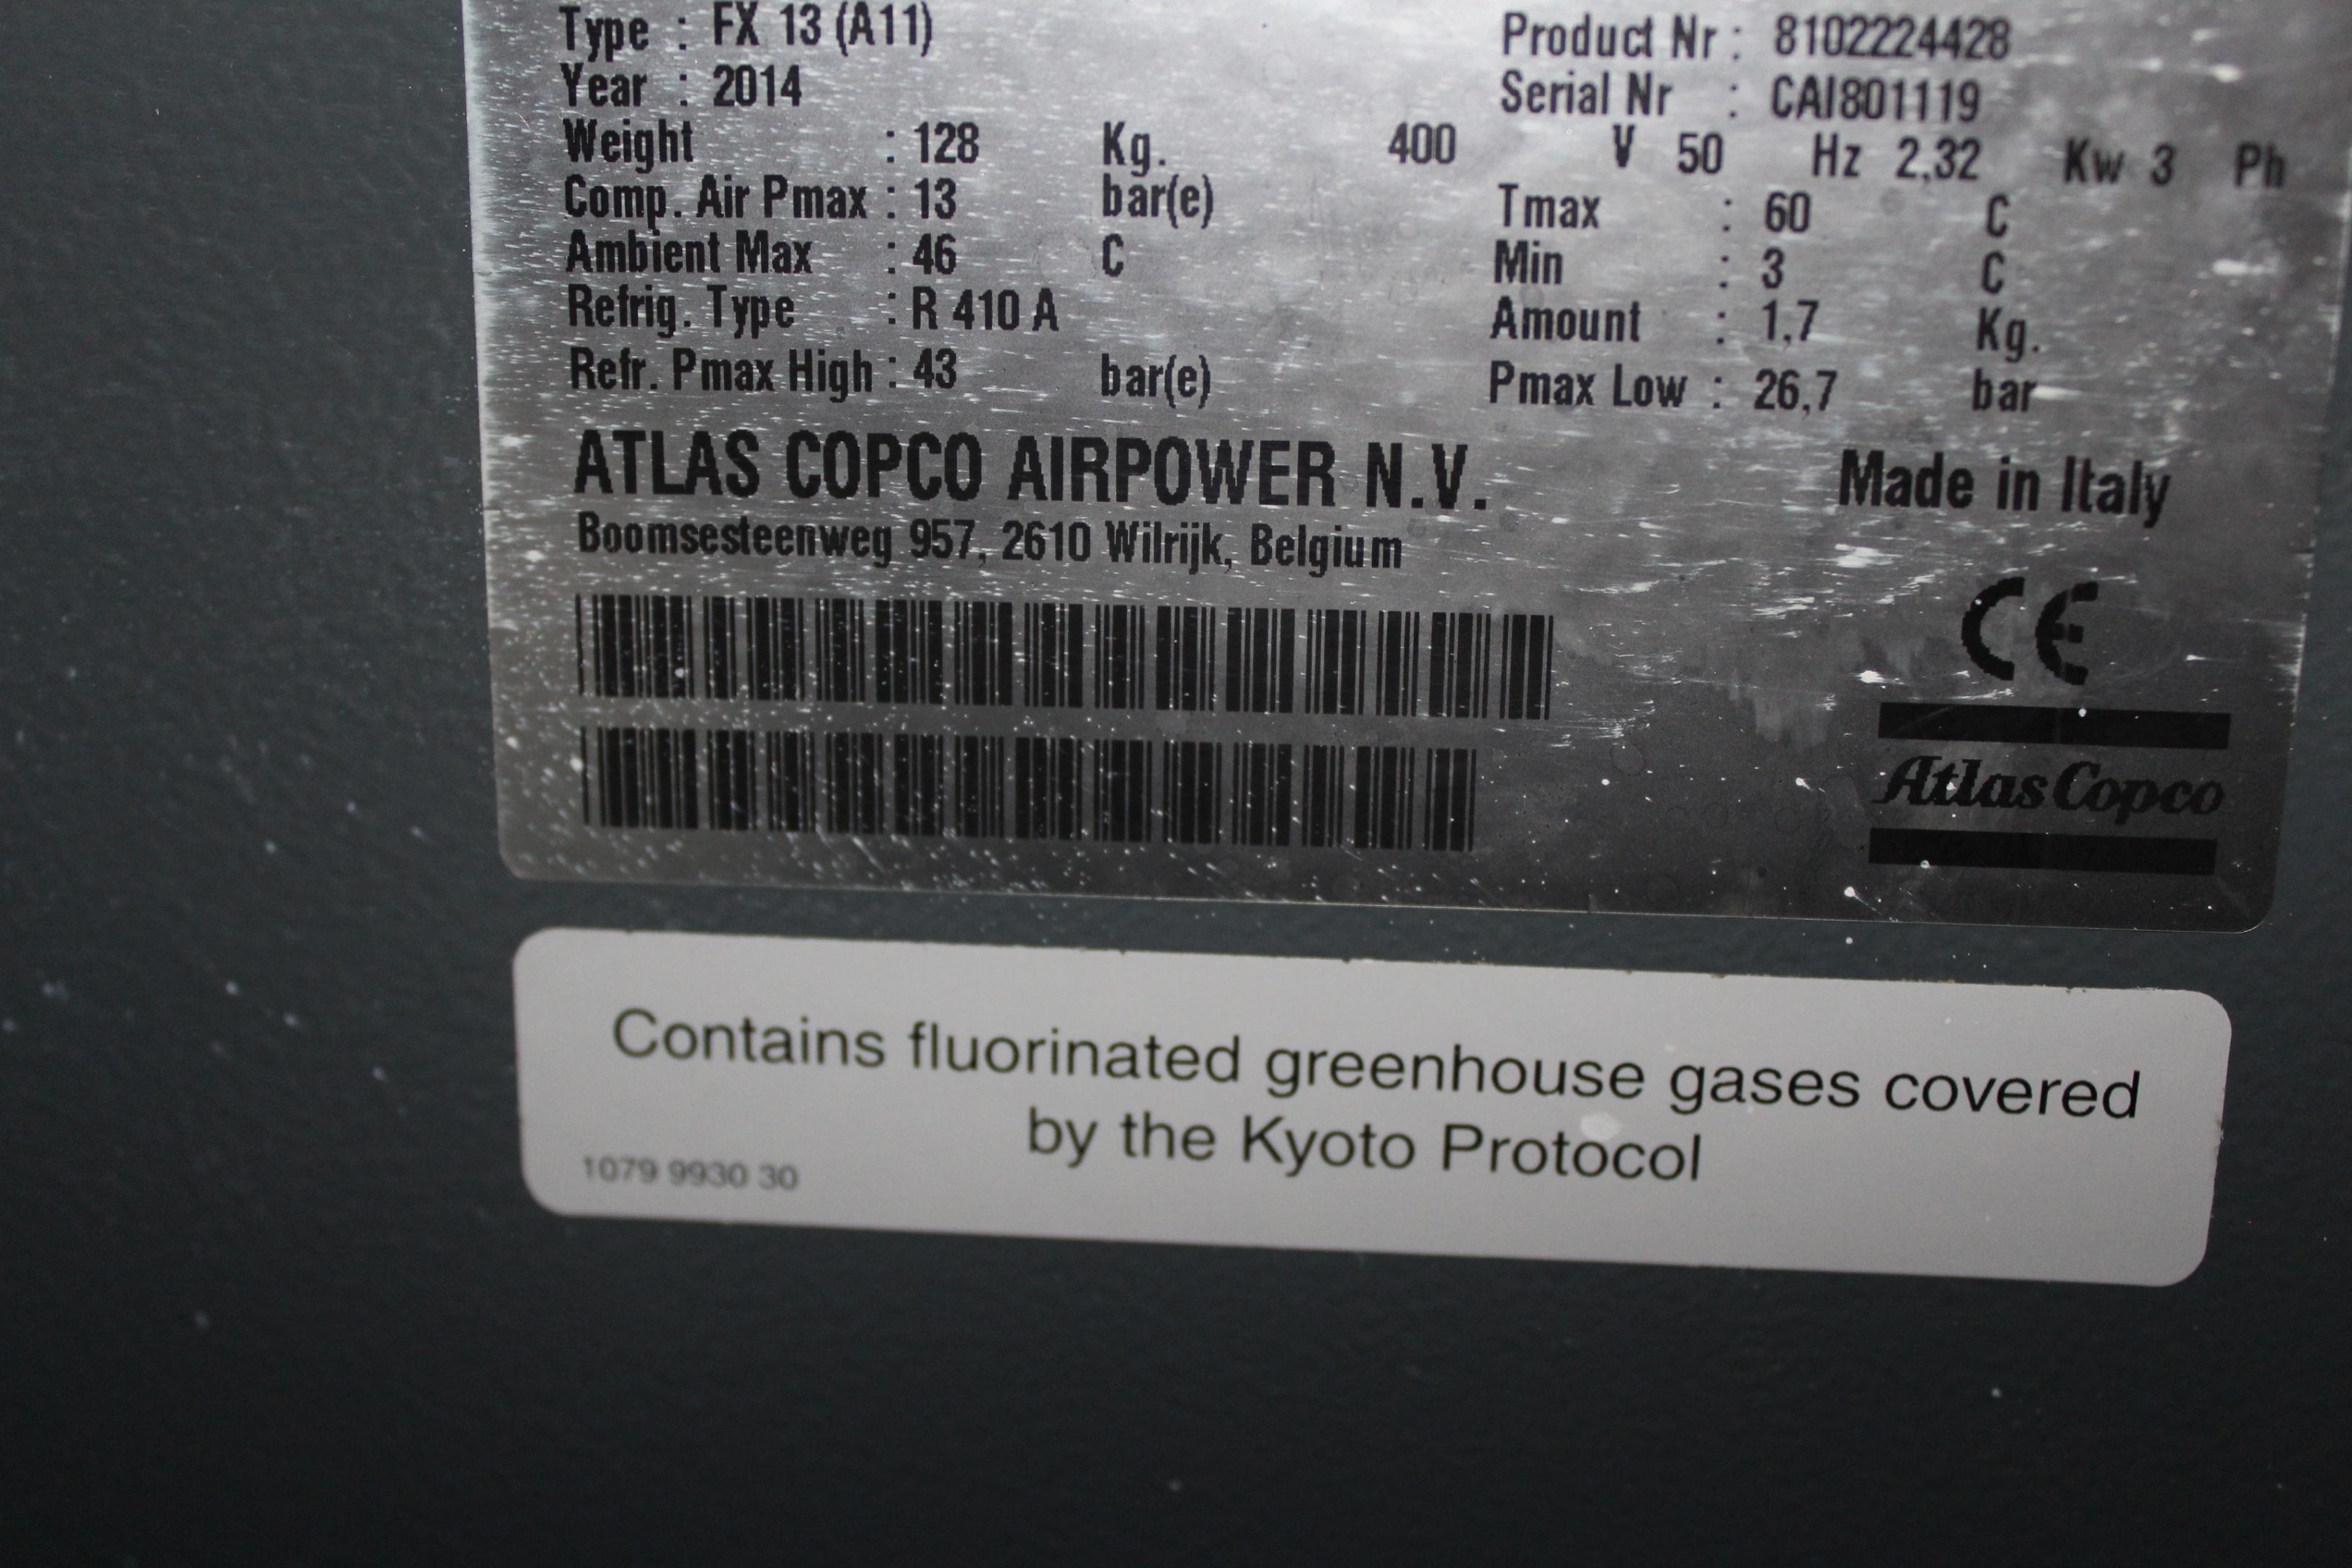 Type : FX 13 (A11) Product Nr : 8102224428
Year : 2014 Serial Nr : CAI801119
Weight : 128 Kg. 400 V 50 Hz 2,32 Kw 3 Ph
Comp. Air Pmax : 13 bar(e) Tmax : 60 C
Ambient Max : 46 C Min : 3 C
Refrig. Type : R 410 A Amount : 1,7 Kg.
Refr. Pmax High : 43 bar(e) Pmax Low : 26,7 bar
ATLAS COPCO AIRPOWER N.V. Made in Italy
Boomsesteenweg 957, 2610 Wilrijk, Belgium
CE
Atlas Copco
Contains fluorinated greenhouse gases covered
by the Kyoto Protocol
1079 9930 30